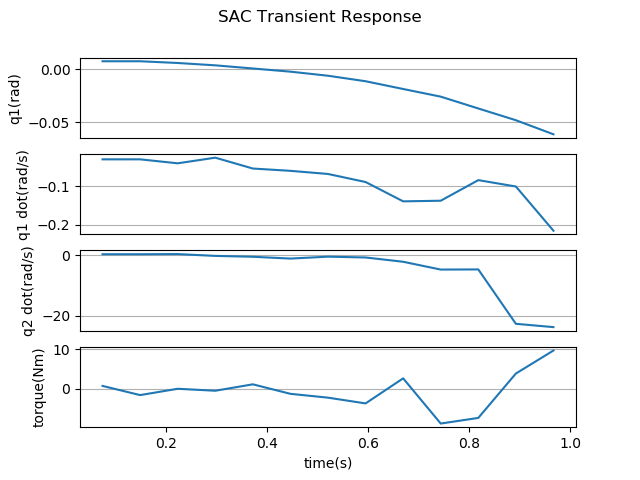 SAC Transient Response
q1(rad)
0.00
−0.05
q1 dot(rad/s)
−0.1
−0.2
q2 dot(rad/s)
0
−20
torque(Nm)
10
0
0.2 0.4 0.6 0.8 1.0
time(s)